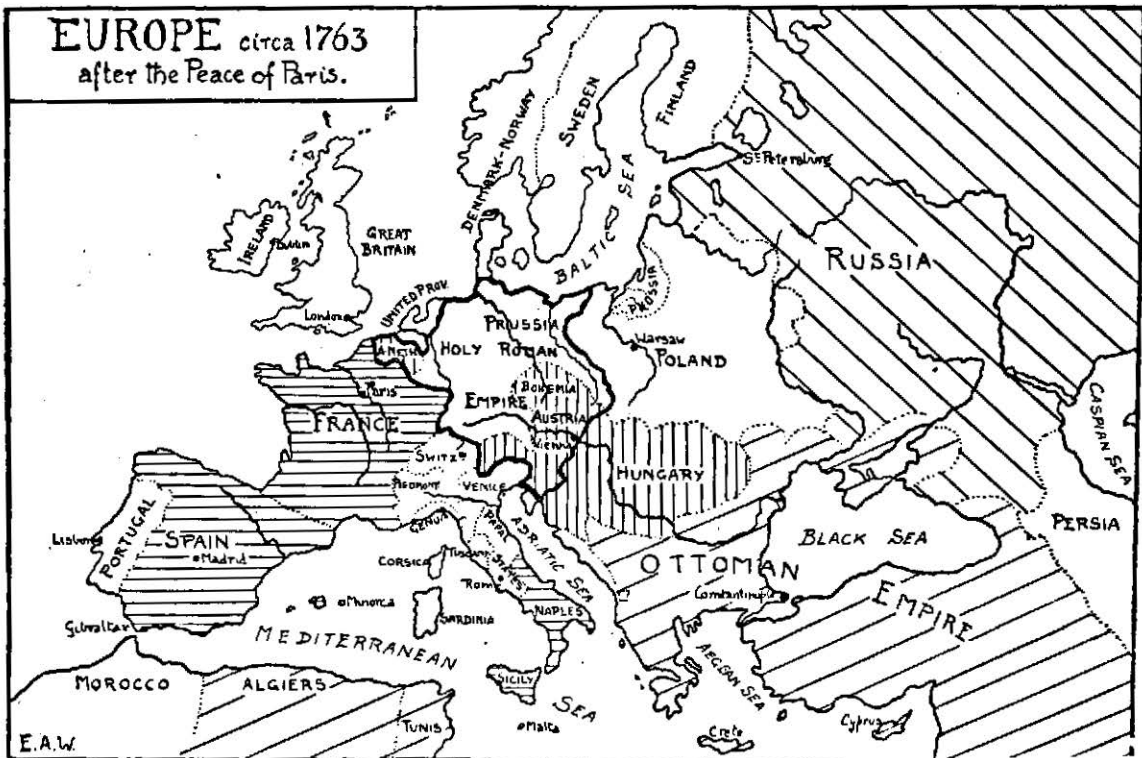 EUROPE circa 1763
after the Peace of Paris.
DENMARK-NORWAY
SWEDEN
FINLAND
St Petersburg
BALTIC SEA
IRELAND
Dublin
GREAT
BRITAIN
London
UNITED PROV.
PRUSSIA
PRUSSIA
RUSSIA
HOLY ROMAN
EMPIRE
Warsaw
POLAND
BOHEMIA
AUSTRIA
Vienna
Paris
FRANCE
SWITZ
HUNGARY
CASPIAN SEA
PIEDMONT
VENICE
GENOA
PAPAL
STATES
TUSCANY
ADRIATIC SEA
PORTUGAL
Lisbon
SPAIN
Madrid
CORSICA
Rome
OTTOMAN
EMPIRE
BLACK SEA
PERSIA
Constantinople
Minorca
SARDINIA
NAPLES
Gibraltar
MEDITERRANEAN
SEA
AEGEAN SEA
MOROCCO
ALGIERS
TUNIS
SICILY
Malta
Crete
Cyprus
E.A.W.